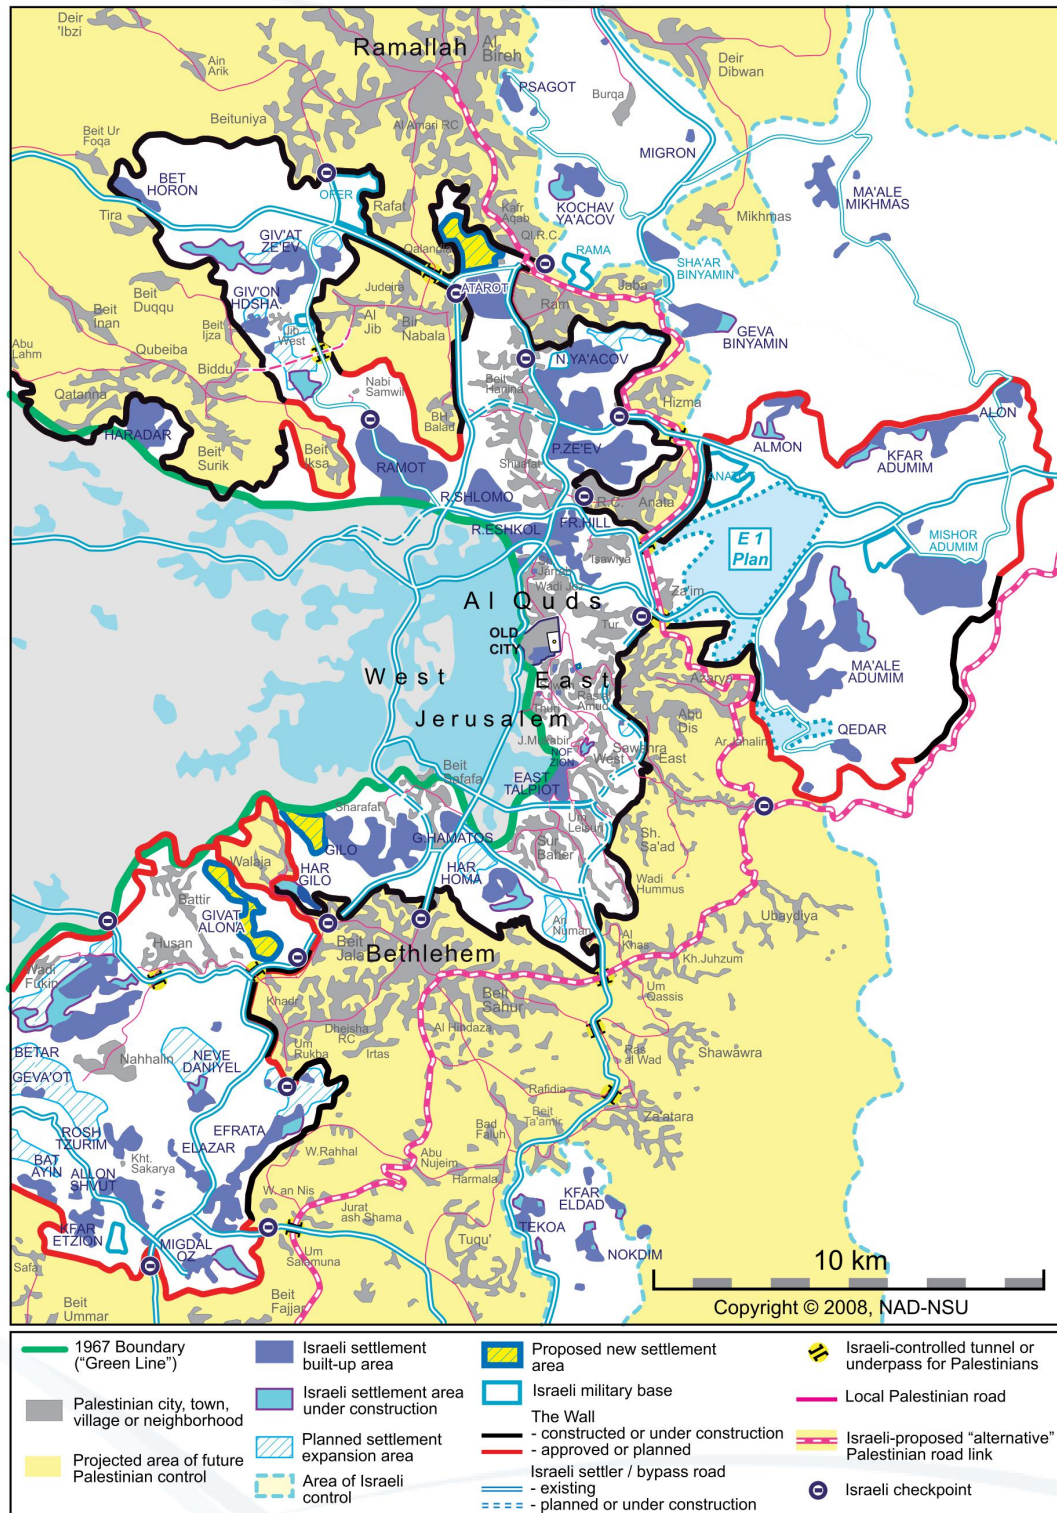 Deir
'Ibzi
Ramallah
Al
Bireh
Ain
Arik
PSAGOT
Deir
Dibwan
Burqa
Beituniya
Al Amari RC
Beit Ur
Foqa
MIGRON
BET
HORON
OFER
Rafat
Kafr
Aqab
KOCHAV
YA'ACOV
MA'ALE
MIKHMAS
Tira
Mikhmas
GIV'AT
ZE'EV
Qalandia
QI.R.C.
RAMA
SHA'AR
BINYAMIN
Judeira
ATAROT
Jaba
Beit
Duqqu
GIV'ON
HDSHA.
Al
Jib
Ram
Beit
Inan
Beit
Ijza
Jib
West
Bir
Nabala
GEVA
BINYAMIN
Abu
Lahm
Qubeiba
N.YA'ACOV
Biddu
Nabi
Samwil
Beit
Hanina
Qatanna
Hizma
ALON
HARADAR
BH
Balad
ALMON
Beit
Surik
Beit
Iksa
RAMOT
P.ZE'EV
KFAR
ADUMIM
Shuafat
ANATOT
R.SHLOMO
R.C.
Anata
R.ESHKOL
FR.HILL
E 1
Plan
MISHOR
ADUMIM
'Isawiya
Jarrah
Wadi Joz
Za'im
Al Quds
OLD
CITY
Tur
West
East
Jerusalem
Azarya
MA'ALE
ADUMIM
Silwan
Ras al
Amud
Thuri
Abu
Dis
QEDAR
J.Mukabir
Ar Jahalin
NOF
ZION
Sawahra
West
East
Beit
Safafa
EAST
TALPIOT
Sharafat
Um
Leisun
G.HAMATOS
Sh.
Sa'ad
Walaja
GILO
Sur
Baher
HAR
GILO
HAR
HOMA
Wadi
Hummus
Battir
GIVAT
ALONA
Ubaydiya
An
Numan
Husan
Beit
Jala
Bethlehem
Al
Khas
Kh.Juhzum
Wadi
Fukin
Khadr
Beit
Sahur
Um
Qassis
Dheisha
RC
Al Hindaza
BETAR
Nahhalin
NEVE
DANIYEL
Um
Rukba
Irtas
Ras
al Wad
Shawawra
GEVA'OT
Rafidia
Za'atara
ROSH
TZURIM
EFRATA
Bad
Faluh
Beit
Ta'amir
ELAZAR
BAT
AYIN
Kht.
Sakarya
W.Rahhal
Abu
Nujeim
ALLON
SHVUT
Harmala
W. an Nis
KFAR
ELDAD
KFAR
ETZION
Jurat
ash Shama
TEKOA
MIGDAL
OZ
Um
Salamuna
Tuqu'
NOKDIM
Safa
10 km
Beit
Ummar
Beit
Fajjar
Copyright © 2008, NAD-NSU
1967 Boundary
("Green Line")
Palestinian city, town,
village or neighborhood
Projected area of future
Palestinian control
Israeli settlement
built-up area
Israeli settlement area
under construction
Planned settlement
expansion area
Area of Israeli
control
Proposed new settlement
area
Israeli military base
The Wall
- constructed or under construction
- approved or planned
Israeli settler / bypass road
- existing
- planned or under construction
Israeli-controlled tunnel or
underpass for Palestinians
Local Palestinian road
Israeli-proposed "alternative"
Palestinian road link
Israeli checkpoint